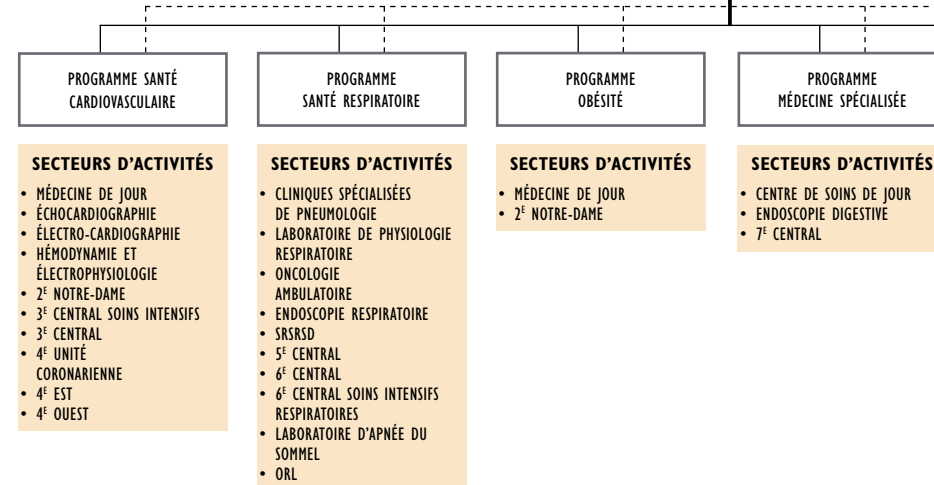 PROGRAMME SANTÉ
CARDIOVASCULAIRE
SECTEURS D'ACTIVITÉS
• MÉDECINE DE JOUR
• ÉCHOCARDIOGRAPHIE
• ÉLECTRO-CARDIOGRAPHIE
• HÉMODYNAMIE ET
ÉLECTROPHYSIOLOGIE
• 2E NOTRE-DAME
• 3E CENTRAL SOINS INTENSIFS
• 3E CENTRAL
• 4E UNITÉ
CORONARIENNE
• 4E EST
• 4E OUEST
PROGRAMME
SANTÉ RESPIRATOIRE
SECTEURS D'ACTIVITÉS
• CLINIQUES SPÉCIALISÉES
DE PNEUMOLOGIE
• LABORATOIRE DE PHYSIOLOGIE
RESPIRATOIRE
• ONCOLOGIE
AMBULATOIRE
• ENDOSCOPIE RESPIRATOIRE
• SRSRSD
• 5E CENTRAL
• 6E CENTRAL
• 6E CENTRAL SOINS INTENSIFS
RESPIRATOIRES
• LABORATOIRE D'APNÉE DU
SOMMEL
• ORL
PROGRAMME
OBÉSITÉ
SECTEURS D'ACTIVITÉS
• MÉDECINE DE JOUR
• 2E NOTRE-DAME
PROGRAMME
MÉDECINE SPÉCIALISÉE
SECTEURS D'ACTIVITÉS
• CENTRE DE SOINS DE JOUR
• ENDOSCOPIE DIGESTIVE
• 7E CENTRAL